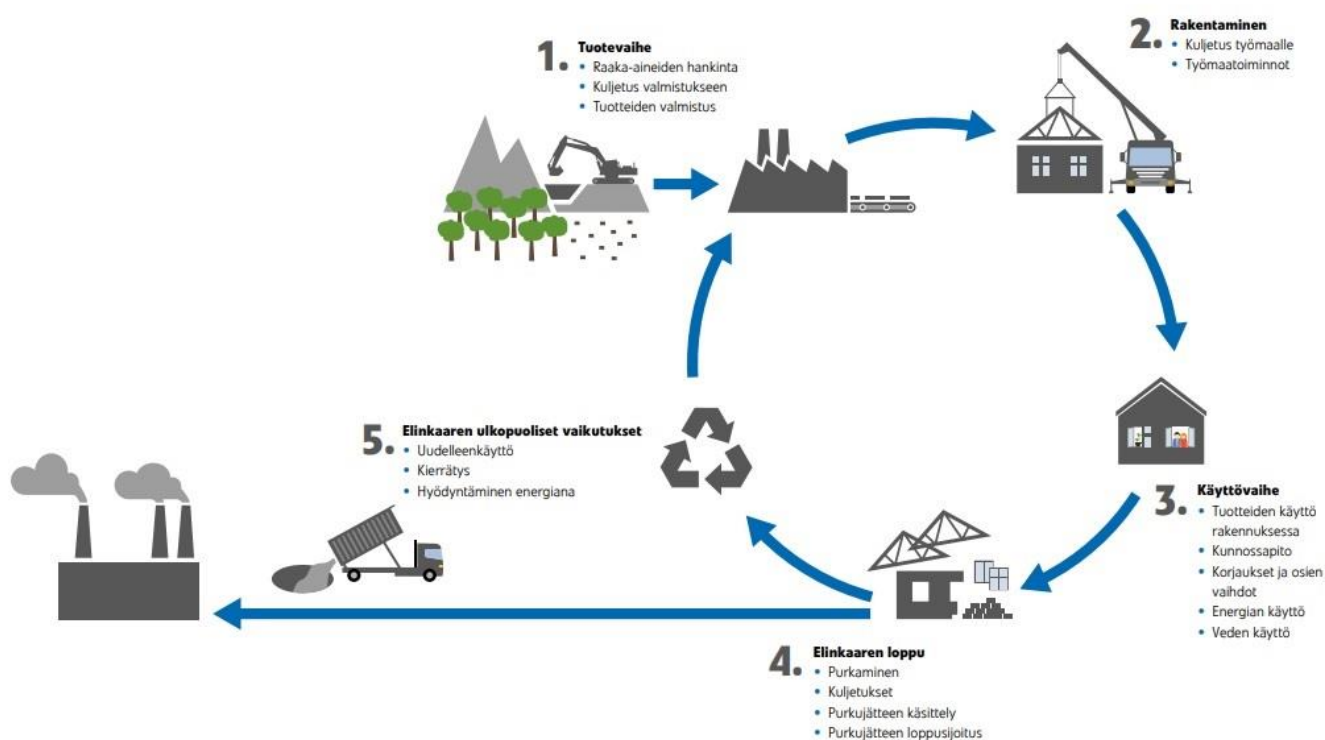 1. Tuotevaihe
• Raaka-aineiden hankinta
• Kuljetus valmistukseen
• Tuotteiden valmistus
2. Rakentaminen
• Kuljetus työmaalle
• Työmaatoiminnot
3. Käyttövaihe
• Tuotteiden käyttö
rakennuksessa
• Kunnossapito
• Korjaukset ja osien
vaihdot
• Energian käyttö
• Veden käyttö
4. Elinkaaren loppu
• Purkaminen
• Kuljetukset
• Purkujätteen käsittely
• Purkujätteen loppusijoitus
5. Elinkaaren ulkopuoliset vaikutukset
• Uudelleenkäyttö
• Kierrätys
• Hyödyntäminen energiana